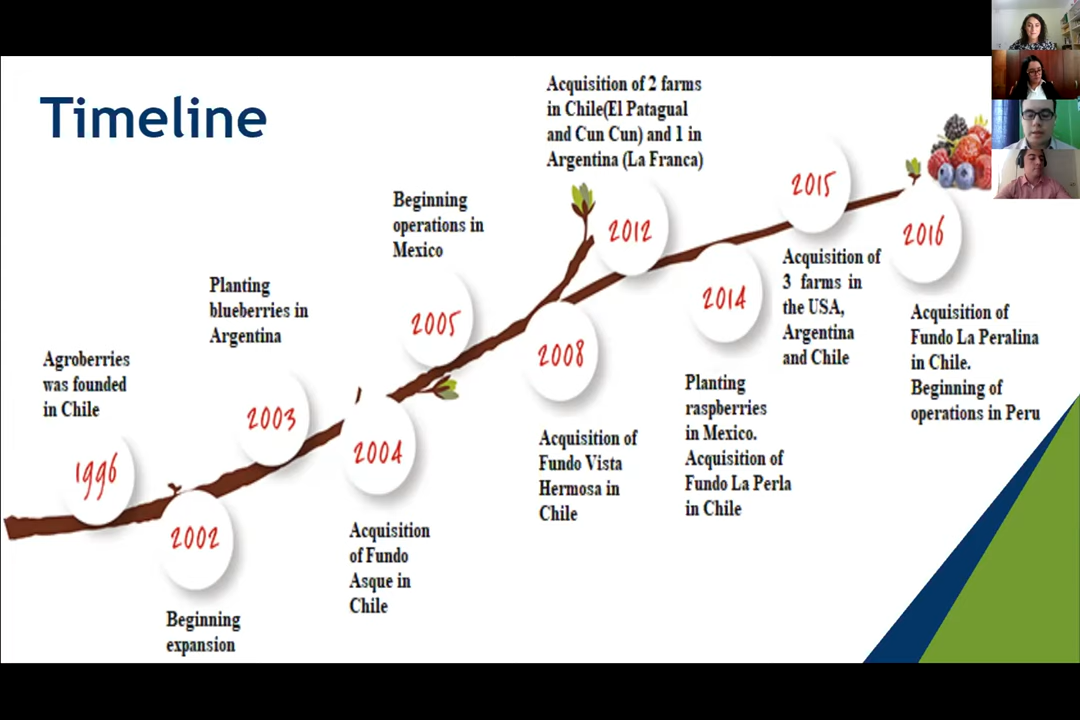 Timeline
Agroberries
was founded
in Chile
1996
2002
Beginning
expansion
Planting
blueberries in
Argentina
2003
2004
Acquisition
of Fundo
Asque in
Chile
Beginning
operations in
Mexico
2005
2008
Acquisition of
Fundo Vista
Hermosa in
Chile
Acquisition of 2 farms
in Chile(El Patagual
and Cun Cun) and 1 in
Argentina (La Franca)
2012
2014
Planting
raspberries
in Mexico.
Acquisition of
Fundo La Perla
in Chile
2015
Acquisition of
3 farms in
the USA,
Argentina
and Chile
2016
Acquisition of
Fundo La Peralina
in Chile.
Beginning of
operations in Peru